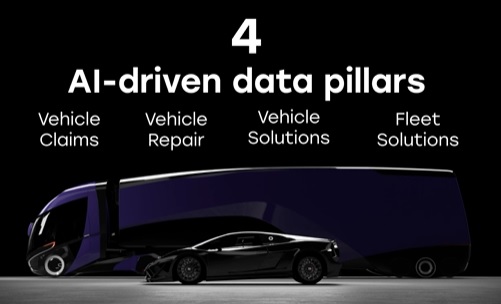 4
AI-driven data pillars
Vehicle Claims
Vehicle Repair
Vehicle Solutions
Fleet Solutions